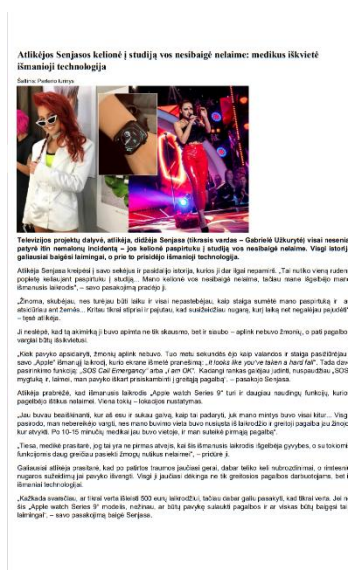 Atlikėjos Senjasos kelionė į studiją vos nesibaigė nelaime: medikus iškvietė
išmanioji technologija
Televizijos projektų dalyvė, atlikėja, didžėja Senjasa (tikrasis vardas – Gabrielė Užkurytė) visai neseniai
patyrė itin nemalonų incidentą – jos kelionė paspirtuku į studiją vos nesibaigė nelaime. Visgi istorija
galiausiai baigėsi laimingai, o prie to prisidėjo išmanioji technologija.
Atlikėja Senjasa kreipėsi į savo sekėjus ir pasidalijo istorija, kurios ji dar ilgai nepamirš. „Tai nutiko vieną rudens
popietę keliaujant paspirtuku į studiją... Mano kelionė vos nesibaigė nelaime, tačiau mane išgelbėjo mano
išmanusis laikrodis", – savo pasakojimą pradėjo ji.
„Žinoma, skubėjau, nes turėjau būti laiku ir visai nepastebėjau, kaip staiga sumėtė mano paspirtuką ir
atsidūriau ant žemės... Kritau tikrai stipriai ir pajutau, kad susižeidžiau nugarą, kurį laiką net negalėjau pajudėti"
– tęsė atlikėja.
Ji neslėpė, kad tą akimirką ji buvo apimta ne tik skausmo, bet ir siaubo – aplink nebuvo žmonių, o pati pagalbos
vargiai būtų išsikvietusi.
„Kiek pavyko apsidairyti, žmonių aplink nebuvo. Tuo metu sekundės ėjo kaip valandos ir staiga pasižiūrėjau
savo „Apple" išmanųjį laikrodį, kurio ekrane išmetė pranešimą: „it looks like you've taken a hard fall". Tada davė
pasirinkimo funkciją: „SOS Call Emergancy" arba „I am OK". Kadangi rankas galėjau judinti, nuspaudžiau „SOS"
mygtuką ir, laimei, man pavyko iškart prisiskambinti į greitąją pagalbą". – pasakojo Senjasa.
Atlikėja prabrėžė, kad išmanusis laikrodis „Apple watch Series 9" turi ir daugiau naudingų funkcijų, kurios
pagelbėjo ištikus nelaimei. Viena tokių – lokacijos nustatymas.
„Jau buvau beaiškinanti, kur aš esu ir sukau galvą, kaip tai padaryti, juk mano mintys buvo visai kitur... Visgi
pasirodo, man nebereikėjo vargti, nes mano buvimo vieta buvo nusiųsta iš laikrodžio ir greitoji pagalba jau žinojo,
kur atvykti. Po 10-15 minučių medikai jau buvo vietoje, ir man suteikė pirmąją pagalbą".
„Tiesa, medikė prasitarė, jog tai yra ne pirmas atvejis, kai šis išmanusis laikrodis išgelbėja gyvybes, o su tokiomis
funkcijomis daug greičiau pasiekti žmogų nutikus nelaimei", – pridūrė ji.
Galiausiai atlikėja prasitarė, kad po patirtos traumos jaučiasi gerai, dabar teliko keli nubrozdinimai, o rimtesnių
nugaros sužeidimų jai pavyko išvengti. Visgi ji jaučiasi dėkinga ne tik greitosios pagalbos darbuotojams, bet ir
išmaniai technologijai.
„Kažkada svarsčiau, ar tikrai verta išleisti 500 eurų laikrodžiui, tačiau dabar galiu pasakyti, kad tikrai verta. Jei ne
šis „Apple watch Series 9" modelis, nežinau, ar būtų pavykę sulaukti pagalbos ir ar viskas būtų baigęsi taip
laimingai", – savo pasakojimą baigė Senjasa.